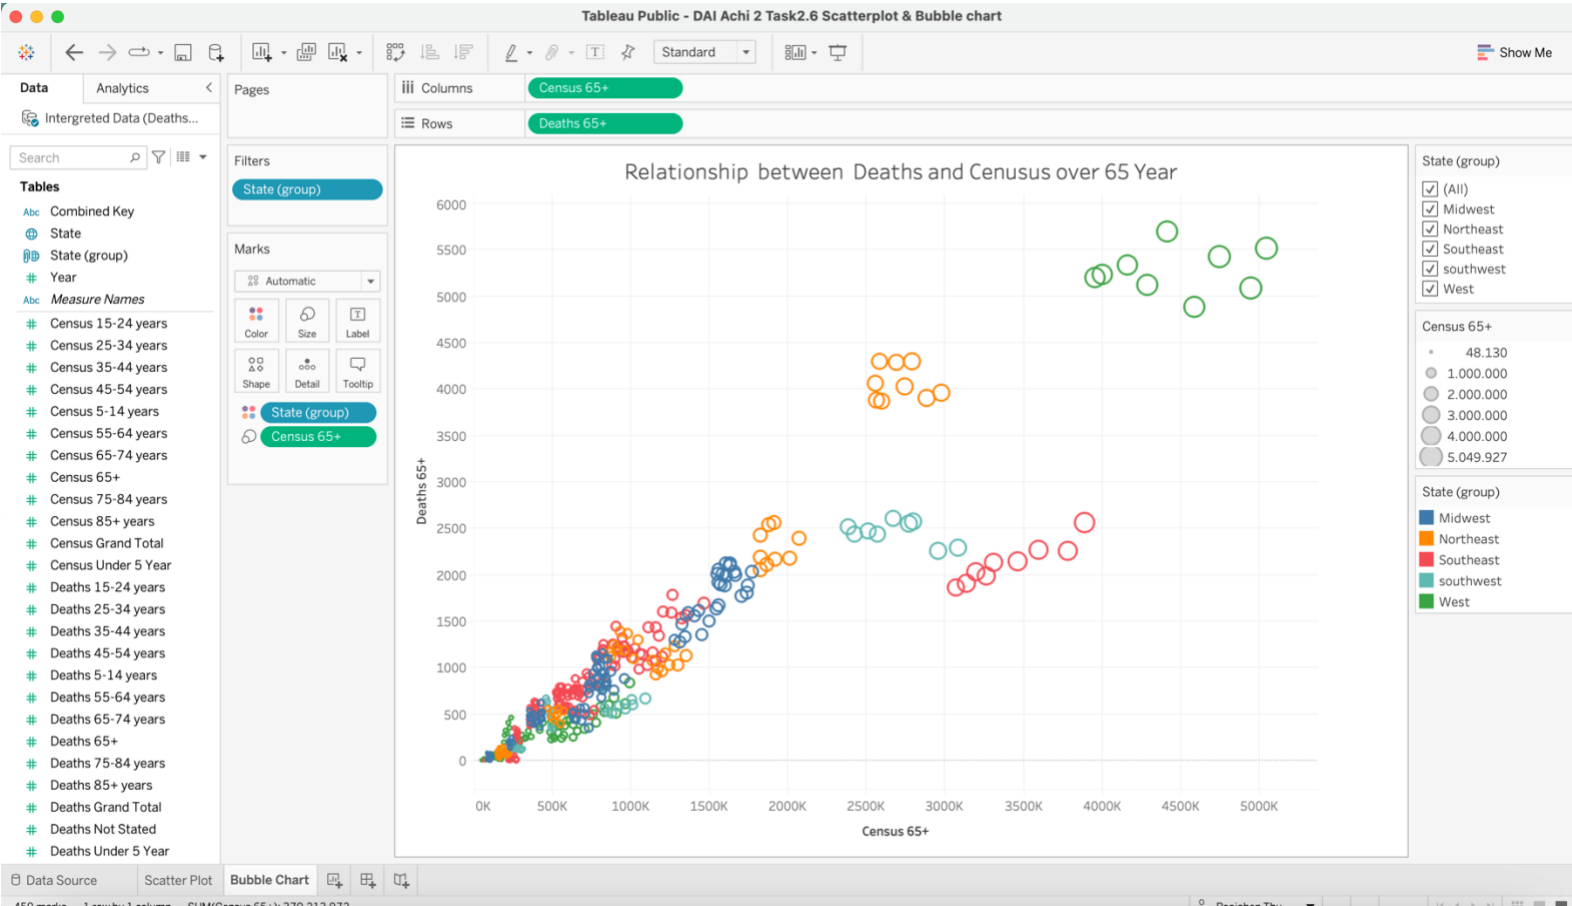 Tableau Public - DAI Achi 2 Task2.6 Scatterplot & Bubble chart
Standard
Show Me
Data
Analytics
Intergreted Data (Deaths...
Search
Tables
Abc Combined Key
State
State (group)
Year
Abc Measure Names
Census 15-24 years
Census 25-34 years
Census 35-44 years
Census 45-54 years
Census 5-14 years
Census 55-64 years
Census 65-74 years
Census 65+
Census 75-84 years
Census 85+ years
Census Grand Total
Census Under 5 Year
Deaths 15-24 years
Deaths 25-34 years
Deaths 35-44 years
Deaths 45-54 years
Deaths 5-14 years
Deaths 55-64 years
Deaths 65-74 years
Deaths 65+
Deaths 75-84 years
Deaths 85+ years
Deaths Grand Total
Deaths Not Stated
Deaths Under 5 Year
Pages
Filters
State (group)
Marks
Automatic
Color
Size
Label
Shape
Detail
Tooltip
State (group)
Census 65+
Columns
Census 65+
Rows
Deaths 65+
Relationship between Deaths and Cenusus over 65 Year
6000
5500
5000
4500
4000
3500
3000
2500
2000
1500
1000
500
0
Deaths 65+
0K 500K 1000K 1500K 2000K 2500K 3000K 3500K 4000K 4500K 5000K
Census 65+
State (group)
(All)
Midwest
Northeast
Southeast
southwest
West
Census 65+
48.130
1.000.000
2.000.000
3.000.000
4.000.000
5.049.927
State (group)
Midwest
Northeast
Southeast
southwest
West
Data Source
Scatter Plot
Bubble Chart